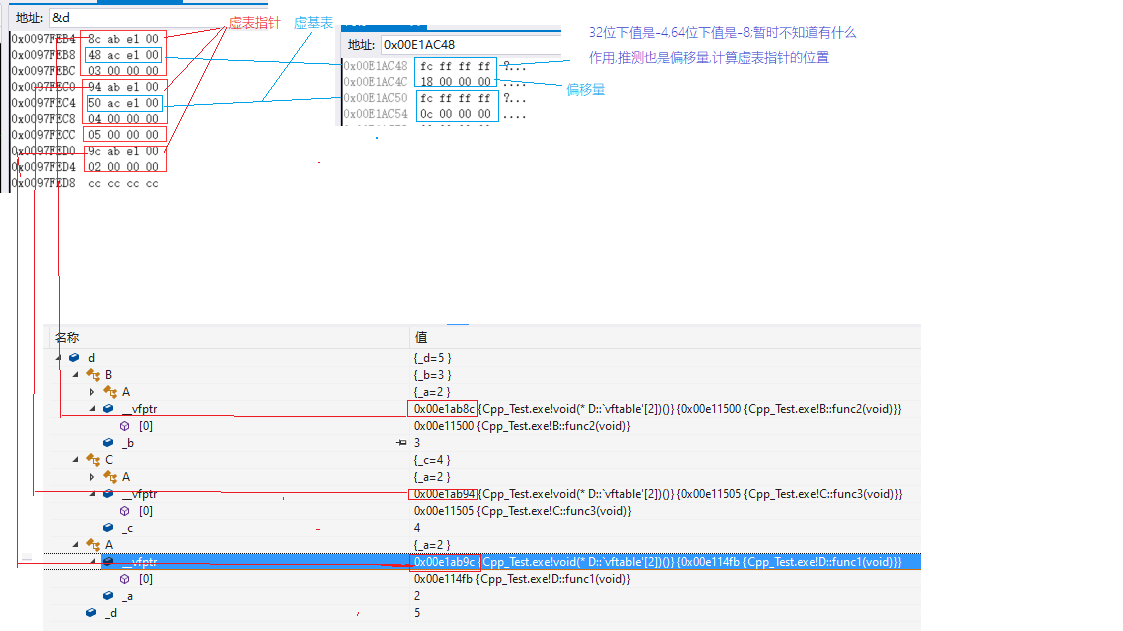 地址: &d
虚表指针 虚基表
0x0097FEB4 8c ab e1 00
0x0097FEB8 48 ac e1 00
0x0097FEBC 03 00 00 00
0x0097FEC0 94 ab e1 00
0x0097FEC4 50 ac e1 00
0x0097FEC8 04 00 00 00
0x0097FECC 05 00 00 00
0x0097FED0 9c ab e1 00
0x0097FED4 02 00 00 00
0x0097FED8 cc cc cc cc
地址: 0x00E1AC48
0x00E1AC48 fc ff ff ff ?...
0x00E1AC4C 18 00 00 00 ....
0x00E1AC50 fc ff ff ff ?...
0x00E1AC54 0c 00 00 00 ....
32位下值是-4,64位下值是-8;暂时不知道有什么
作用.推测也是偏移量,计算虚表指针的位置
偏移量
名称 值
d {_d=5 }
B {_b=3 }
A {_a=2 }
__vfptr 0x00e1ab8c {Cpp_Test.exe!void(* D::`vftable'[2])()} {0x00e11500 {Cpp_Test.exe!B::func2(void)}}
[0] 0x00e11500 {Cpp_Test.exe!B::func2(void)}
_b 3
C {_c=4 }
A {_a=2 }
__vfptr 0x00e1ab94 {Cpp_Test.exe!void(* D::`vftable'[2])()} {0x00e11505 {Cpp_Test.exe!C::func3(void)}}
[0] 0x00e11505 {Cpp_Test.exe!C::func3(void)}
_c 4
A {_a=2 }
__vfptr 0x00e1ab9c {Cpp_Test.exe!void(* D::`vftable'[2])()} {0x00e114fb {Cpp_Test.exe!D::func1(void)}}
[0] 0x00e114fb {Cpp_Test.exe!D::func1(void)}
_a 2
_d 5